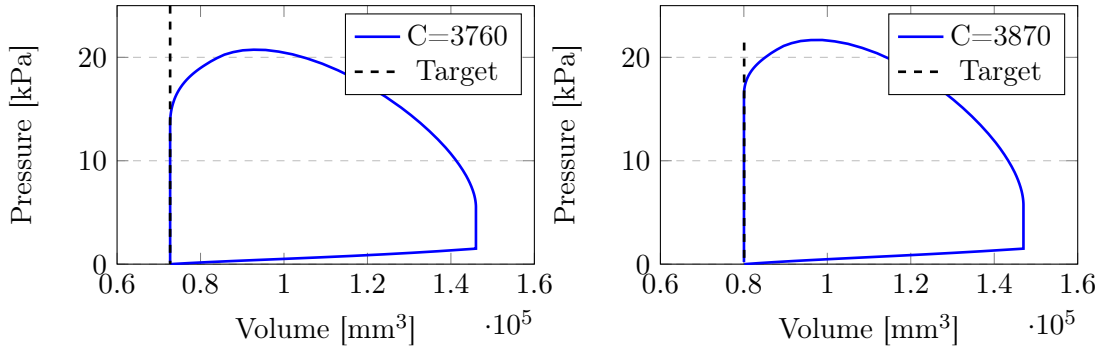 C=3760
Target
20
10
0
0.6 0.8 1 1.2 1.4 1.6
·10⁵
Volume [mm³]
Pressure [kPa]
C=3870
Target
20
10
0
0.6 0.8 1 1.2 1.4 1.6
·10⁵
Volume [mm³]
Pressure [kPa]